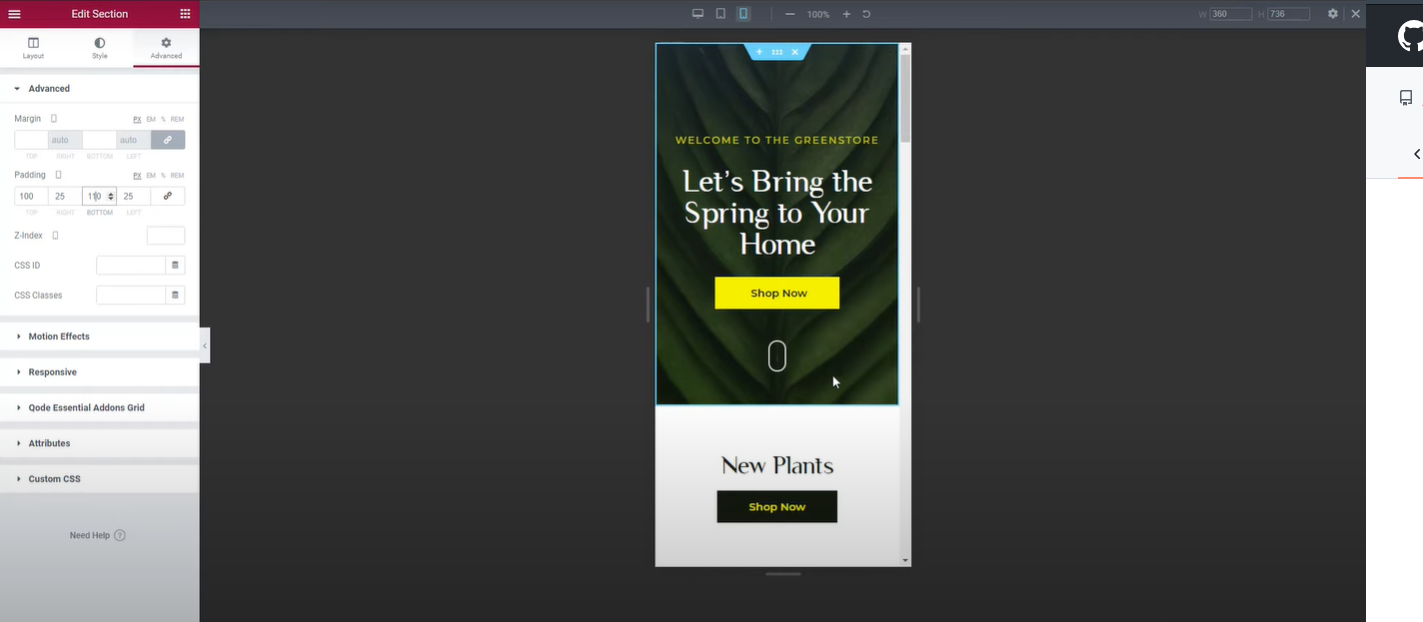 Edit Section
100%
W 360 H 736
Layout Style Advanced
Advanced
Margin PX EM % REM
auto auto
TOP RIGHT BOTTOM LEFT
Padding PX EM % REM
100 25 110 25
TOP RIGHT BOTTOM LEFT
Z-Index
CSS ID
CSS Classes
Motion Effects
Responsive
Qode Essential Addons Grid
Attributes
Custom CSS
Need Help ?
WELCOME TO THE GREENSTORE
Let's Bring the
Spring to Your
Home
Shop Now
New Plants
Shop Now